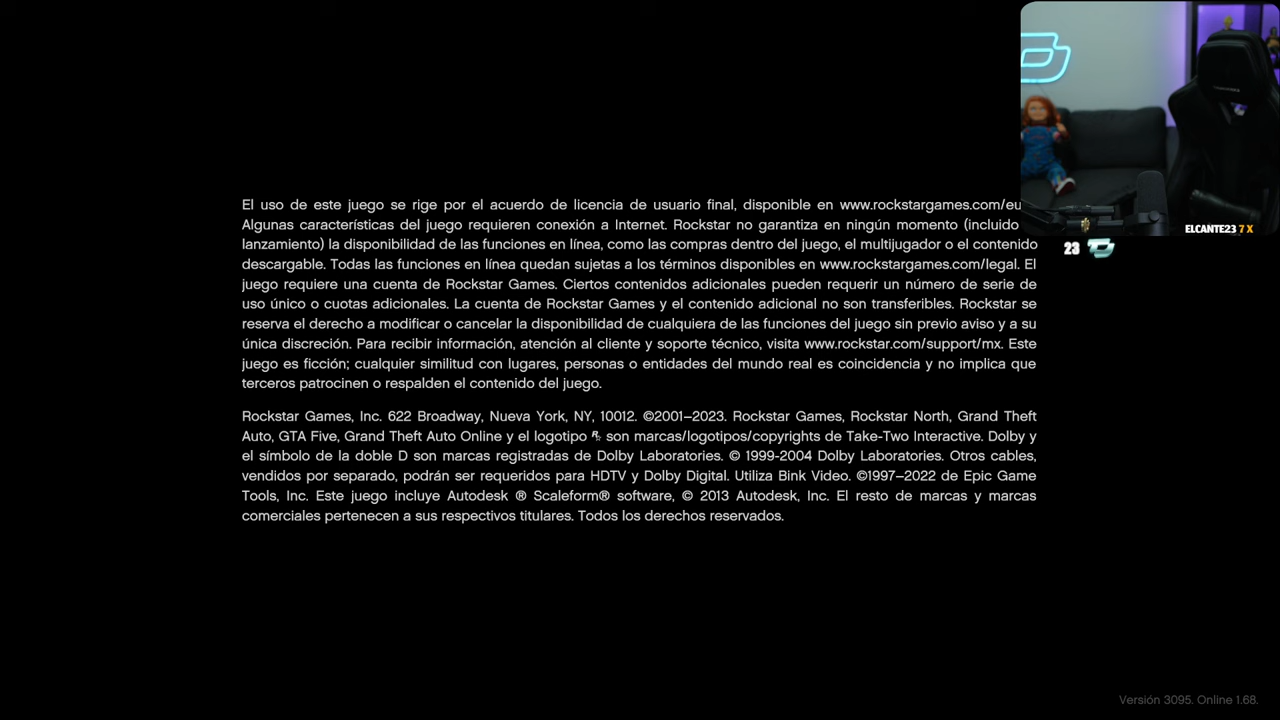 El uso de este juego se rige por el acuerdo de licencia de usuario final, disponible en www.rockstargames.com/eu
Algunas características del juego requieren conexión a Internet. Rockstar no garantiza en ningún momento (incluido
lanzamiento) la disponibilidad de las funciones en línea, como las compras dentro del juego, el multijugador o el contenido
descargable. Todas las funciones en línea quedan sujetas a los términos disponibles en www.rockstargames.com/legal. El
juego requiere una cuenta de Rockstar Games. Ciertos contenidos adicionales pueden requerir un número de serie de
uso único o cuotas adicionales. La cuenta de Rockstar Games y el contenido adicional no son transferibles. Rockstar se
reserva el derecho a modificar o cancelar la disponibilidad de cualquiera de las funciones del juego sin previo aviso y a su
única discreción. Para recibir información, atención al cliente y soporte técnico, visita www.rockstar.com/support/mx. Este
juego es ficción; cualquier similitud con lugares, personas o entidades del mundo real es coincidencia y no implica que
terceros patrocinen o respalden el contenido del juego.
Rockstar Games, Inc. 622 Broadway, Nueva York, NY, 10012. ©2001–2023. Rockstar Games, Rockstar North, Grand Theft
Auto, GTA Five, Grand Theft Auto Online y el logotipo R* son marcas/logotipos/copyrights de Take-Two Interactive. Dolby y
el símbolo de la doble D son marcas registradas de Dolby Laboratories. © 1999-2004 Dolby Laboratories. Otros cables,
vendidos por separado, podrán ser requeridos para HDTV y Dolby Digital. Utiliza Bink Video. ©1997–2022 de Epic Game
Tools, Inc. Este juego incluye Autodesk ® Scaleform® software, © 2013 Autodesk, Inc. El resto de marcas y marcas
comerciales pertenecen a sus respectivos titulares. Todos los derechos reservados.
ELCANTE23 7 X
23
Versión 3095. Online 1.68.